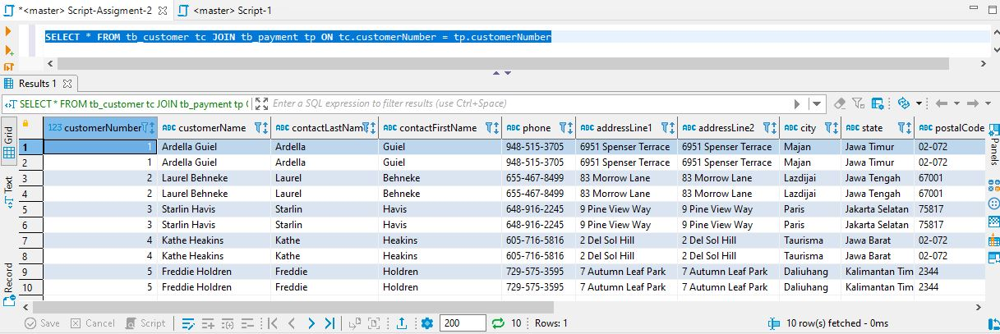 *<master> Script-Assigment-2 <master> Script-1
SELECT * FROM tb_customer tc JOIN tb_payment tp ON tc.customerNumber = tp.customerNumber
Results 1
SELECT * FROM tb_customer tc JOIN tb_payment tp Enter a SQL expression to filter results (use Ctrl+Space)
Grid
Text
Record
Panels
123 customerNumber ABC customerName ABC contactLastNam ABC contactFirstName ABC phone ABC addressLine1 ABC addressLine2 ABC city ABC state ABC postalCode
1 1 Ardella Guiel Ardella Guiel 948-515-3705 6951 Spenser Terrace 6951 Spenser Terrace Majan Jawa Timur 02-072
2 1 Ardella Guiel Ardella Guiel 948-515-3705 6951 Spenser Terrace 6951 Spenser Terrace Majan Jawa Timur 02-072
3 2 Laurel Behneke Laurel Behneke 655-467-8499 83 Morrow Lane 83 Morrow Lane Lazdijai Jawa Tengah 67001
4 2 Laurel Behneke Laurel Behneke 655-467-8499 83 Morrow Lane 83 Morrow Lane Lazdijai Jawa Tengah 67001
5 3 Starlin Havis Starlin Havis 648-916-2245 9 Pine View Way 9 Pine View Way Paris Jakarta Selatan 75817
6 3 Starlin Havis Starlin Havis 648-916-2245 9 Pine View Way 9 Pine View Way Paris Jakarta Selatan 75817
7 4 Kathe Heakins Kathe Heakins 605-716-5816 2 Del Sol Hill 2 Del Sol Hill Taurisma Jawa Barat 02-072
8 4 Kathe Heakins Kathe Heakins 605-716-5816 2 Del Sol Hill 2 Del Sol Hill Taurisma Jawa Barat 02-072
9 5 Freddie Holdren Freddie Holdren 729-575-3595 7 Autumn Leaf Park 7 Autumn Leaf Park Daliuhang Kalimantan Tim 2344
10 5 Freddie Holdren Freddie Holdren 729-575-3595 7 Autumn Leaf Park 7 Autumn Leaf Park Daliuhang Kalimantan Tim 2344
Save Cancel Script 200 10 Rows: 1 10 row(s) fetched - 0ms